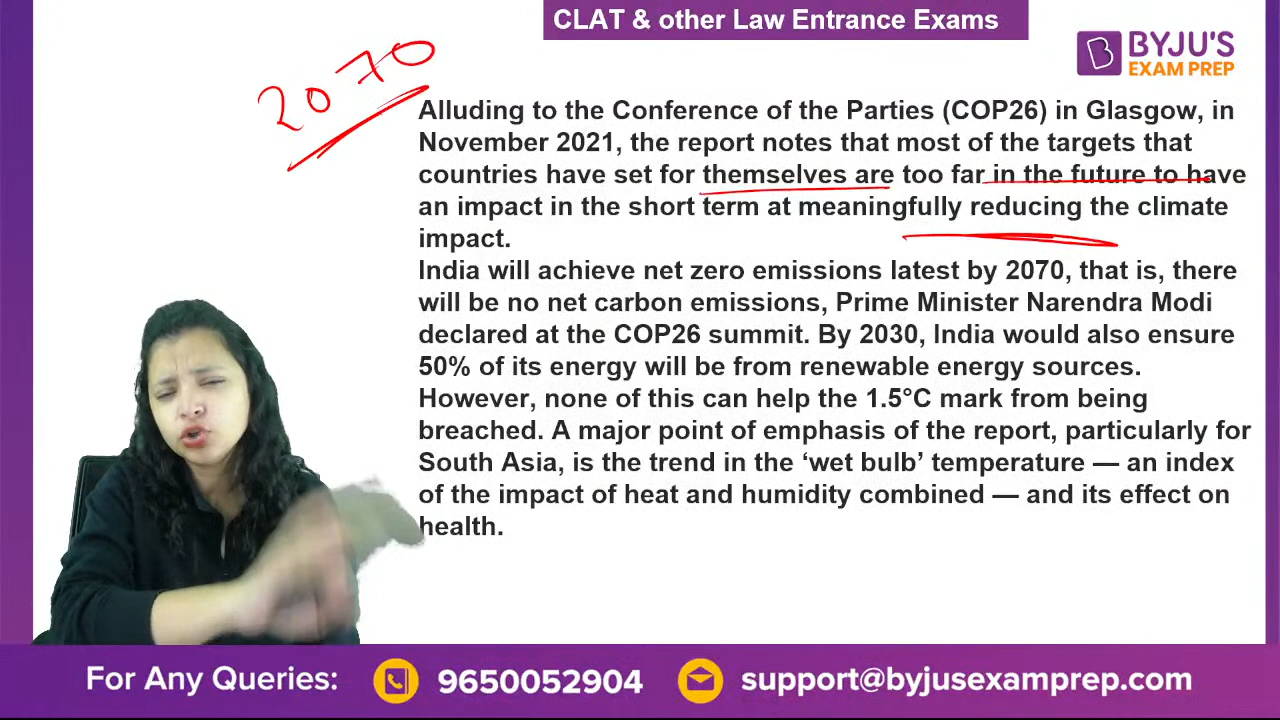 CLAT & other Law Entrance Exams
BYJU'S
EXAM PREP
2070
Alluding to the Conference of the Parties (COP26) in Glasgow, in
November 2021, the report notes that most of the targets that
countries have set for themselves are too far in the future to have
an impact in the short term at meaningfully reducing the climate
impact.
India will achieve net zero emissions latest by 2070, that is, there
will be no net carbon emissions, Prime Minister Narendra Modi
declared at the COP26 summit. By 2030, India would also ensure
50% of its energy will be from renewable energy sources.
However, none of this can help the 1.5°C mark from being
breached. A major point of emphasis of the report, particularly for
South Asia, is the trend in the ‘wet bulb’ temperature — an index
of the impact of heat and humidity combined — and its effect on
health.
For Any Queries: 9650052904 support@byjusexamprep.com